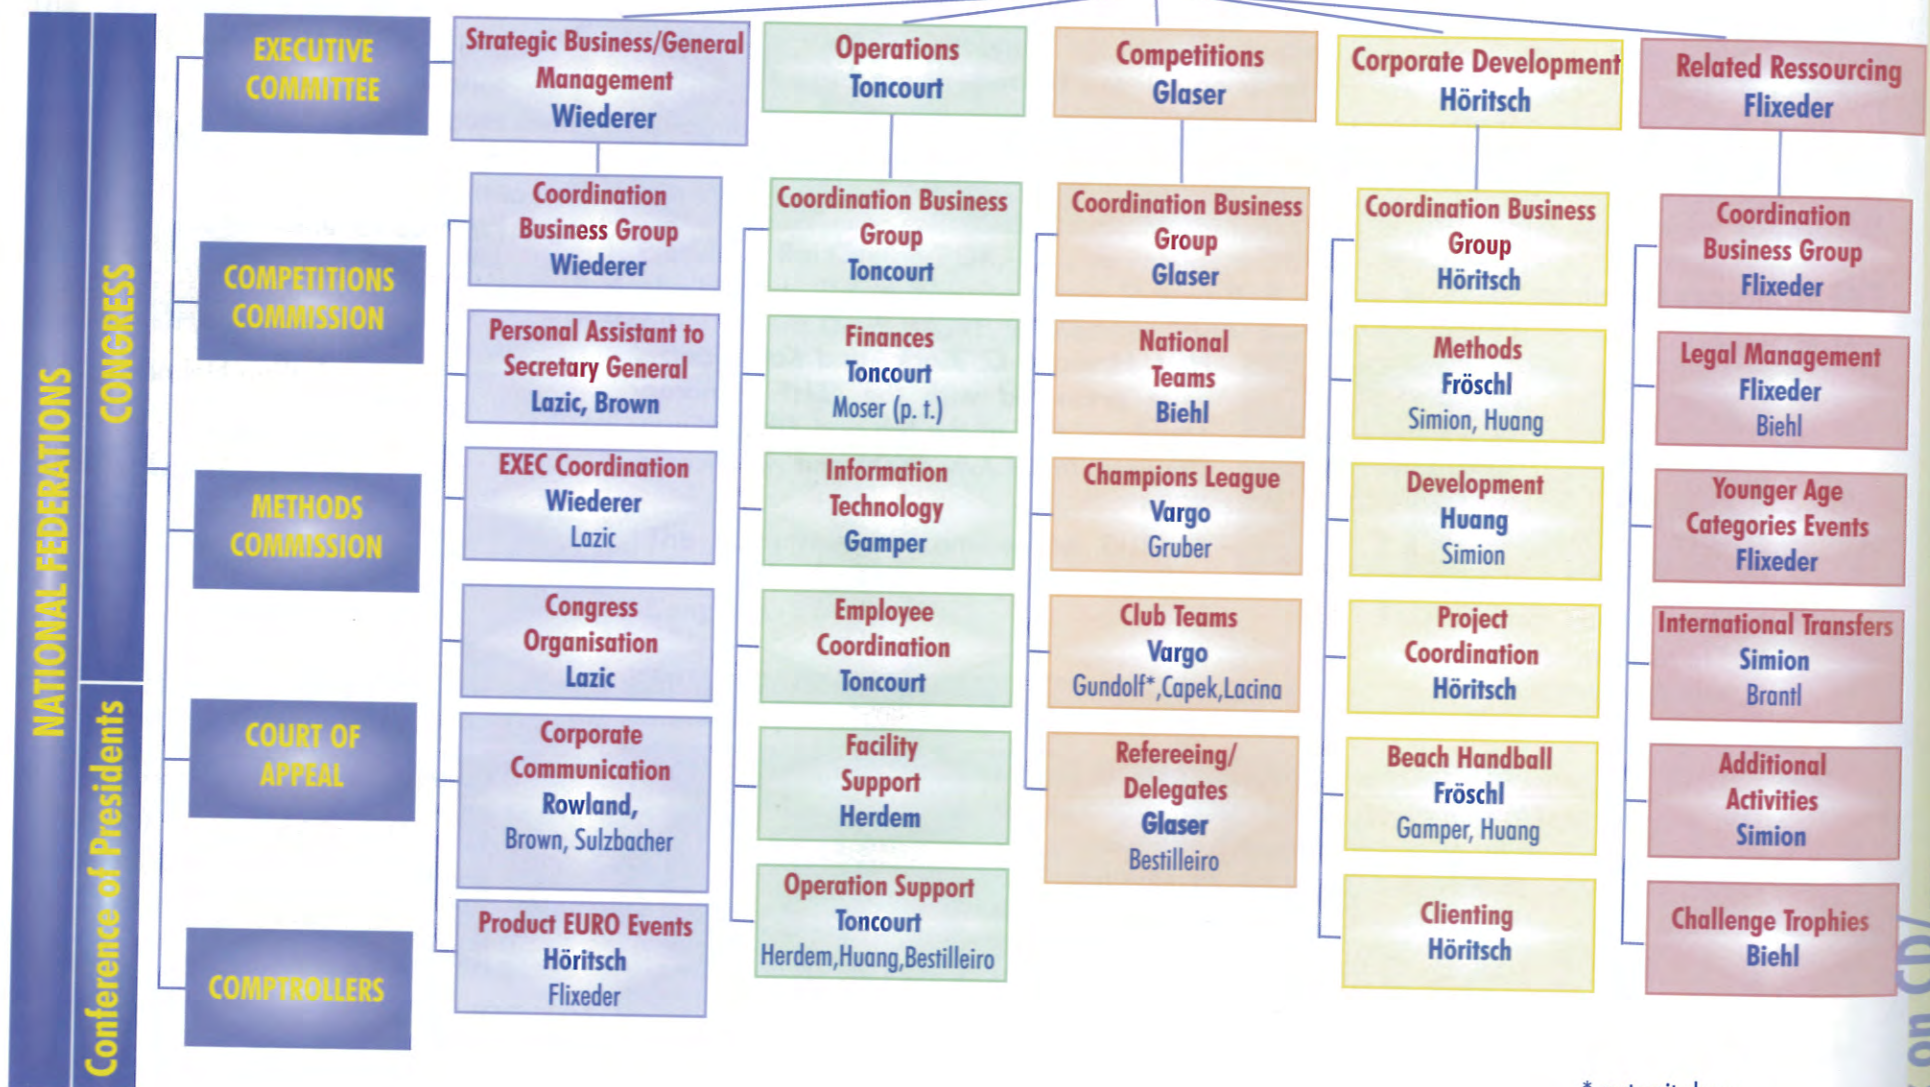 NATIONAL FEDERATIONS
CONGRESS
Conference of Presidents
EXECUTIVE
COMMITTEE
COMPETITIONS
COMMISSION
METHODS
COMMISSION
COURT OF
APPEAL
COMPTROLLERS
Strategic Business/General
Management
Wiederer
Coordination
Business Group
Wiederer
Personal Assistant to
Secretary General
Lazic, Brown
EXEC Coordination
Wiederer
Lazic
Congress
Organisation
Lazic
Corporate
Communication
Rowland,
Brown, Sulzbacher
Product EURO Events
Höritsch
Flixeder
Operations
Toncourt
Coordination Business
Group
Toncourt
Finances
Toncourt
Moser (p. t.)
Information
Technology
Gamper
Employee
Coordination
Toncourt
Facility
Support
Herdem
Operation Support
Toncourt
Herdem,Huang,Bestilleiro
Competitions
Glaser
Coordination Business
Group
Glaser
National
Teams
Biehl
Champions League
Vargo
Gruber
Club Teams
Vargo
Gundolf*,Capek,Lacina
Refereeing/
Delegates
Glaser
Bestilleiro
Corporate Development
Höritsch
Coordination Business
Group
Höritsch
Methods
Fröschl
Simion, Huang
Development
Huang
Simion
Project
Coordination
Höritsch
Beach Handball
Fröschl
Gamper, Huang
Clienting
Höritsch
Related Ressourcing
Flixeder
Coordination
Business Group
Flixeder
Legal Management
Flixeder
Biehl
Younger Age
Categories Events
Flixeder
International Transfers
Simion
Brantl
Additional
Activities
Simion
Challenge Trophies
Biehl
on CD/